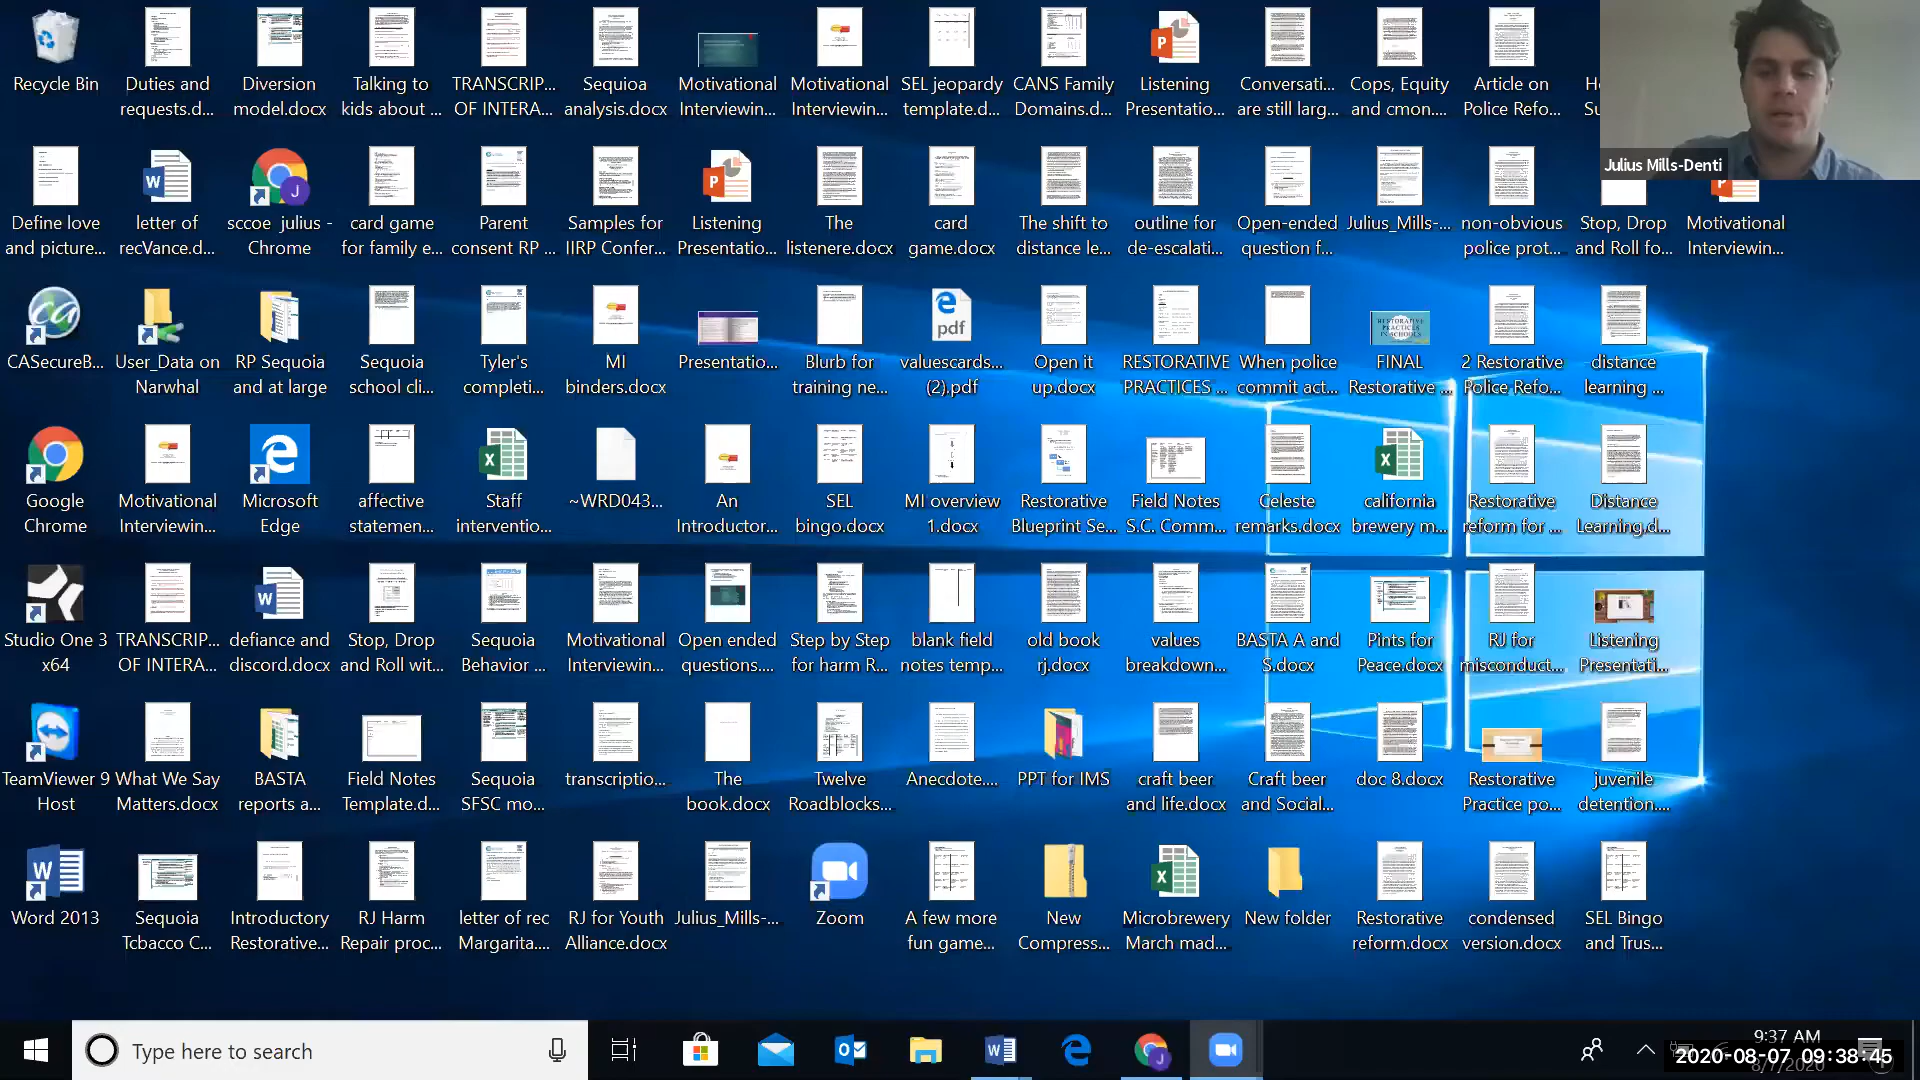 Recycle Bin
Duties and
requests.d...
Diversion
model.docx
Talking to
kids about ...
TRANSCRIP...
OF INTERA...
Sequioa
analysis.docx
Motivational
Interviewin...
Motivational
Interviewin...
SEL jeopardy
template.d...
CANS Family
Domains.d...
Listening
Presentatio...
Conversati...
are still larg...
Cops, Equity
and cmon....
Article on
Police Refo...
Julius Mills-Denti
Define love
and picture...
letter of
recVance.d...
sccoe julius -
Chrome
card game
for family e...
Parent
consent RP ...
Samples for
IIRP Confer...
Listening
Presentatio...
The
listenere.docx
card
game.docx
The shift to
distance le...
outline for
de-escalati...
Open-ended
question f...
Julius_Mills-...
non-obvious
police prot...
Stop, Drop
and Roll fo...
Motivational
Interviewin...
CASecureB...
User_Data on
Narwhal
RP Sequoia
and at large
Sequoia
school cli...
Tyler's
completi...
MI
binders.docx
Presentatio...
Blurb for
training ne...
pdf
valuescards...
(2).pdf
Open it
up.docx
RESTORATIVE
PRACTICES ...
When police
commit act...
RESTORATIVE
PRACTICES
IN SCHOOLS
FINAL
Restorative ...
2 Restorative
Police Refo...
distance
learning ...
Google
Chrome
Motivational
Interviewin...
Microsoft
Edge
affective
statemen...
Staff
interventio...
~WRD043...
An
Introductor...
SEL
bingo.docx
MI overview
1.docx
Restorative
Blueprint Se...
Field Notes
S.C. Comm...
Celeste
remarks.docx
california
brewery m...
Restorative
reform for ...
Distance
Learning.d...
Studio One 3
x64
TRANSCRIP...
OF INTERA...
defiance and
discord.docx
Stop, Drop
and Roll wit...
Sequoia
Behavior ...
Motivational
Interviewin...
Open ended
questions....
Step by Step
for harm R...
blank field
notes temp...
old book
rj.docx
values
breakdown...
BASTA A and
S.docx
Pints for
Peace.docx
RJ for
misconduct...
Listening
Presentati...
TeamViewer 9
Host
What We Say
Matters.docx
BASTA
reports a...
Field Notes
Template.d...
Sequoia
SFSC mo...
transcriptio...
The
book.docx
Twelve
Roadblocks...
Anecdote....
PPT for IMS
craft beer
and life.docx
Craft beer
and Social...
doc 8.docx
Restorative
Practice po...
juvenile
detention....
Word 2013
Sequoia
Tcbacco C...
Introductory
Restorative...
RJ Harm
Repair proc...
letter of rec
Margarita....
RJ for Youth
Alliance.docx
Julius_Mills-...
Zoom
A few more
fun game...
New
Compress...
Microbrewery
March mad...
New folder
Restorative
reform.docx
condensed
version.docx
SEL Bingo
and Trus...
Type here to search
9:37 AM
8/7/2020
2020-08-07 09:38:45